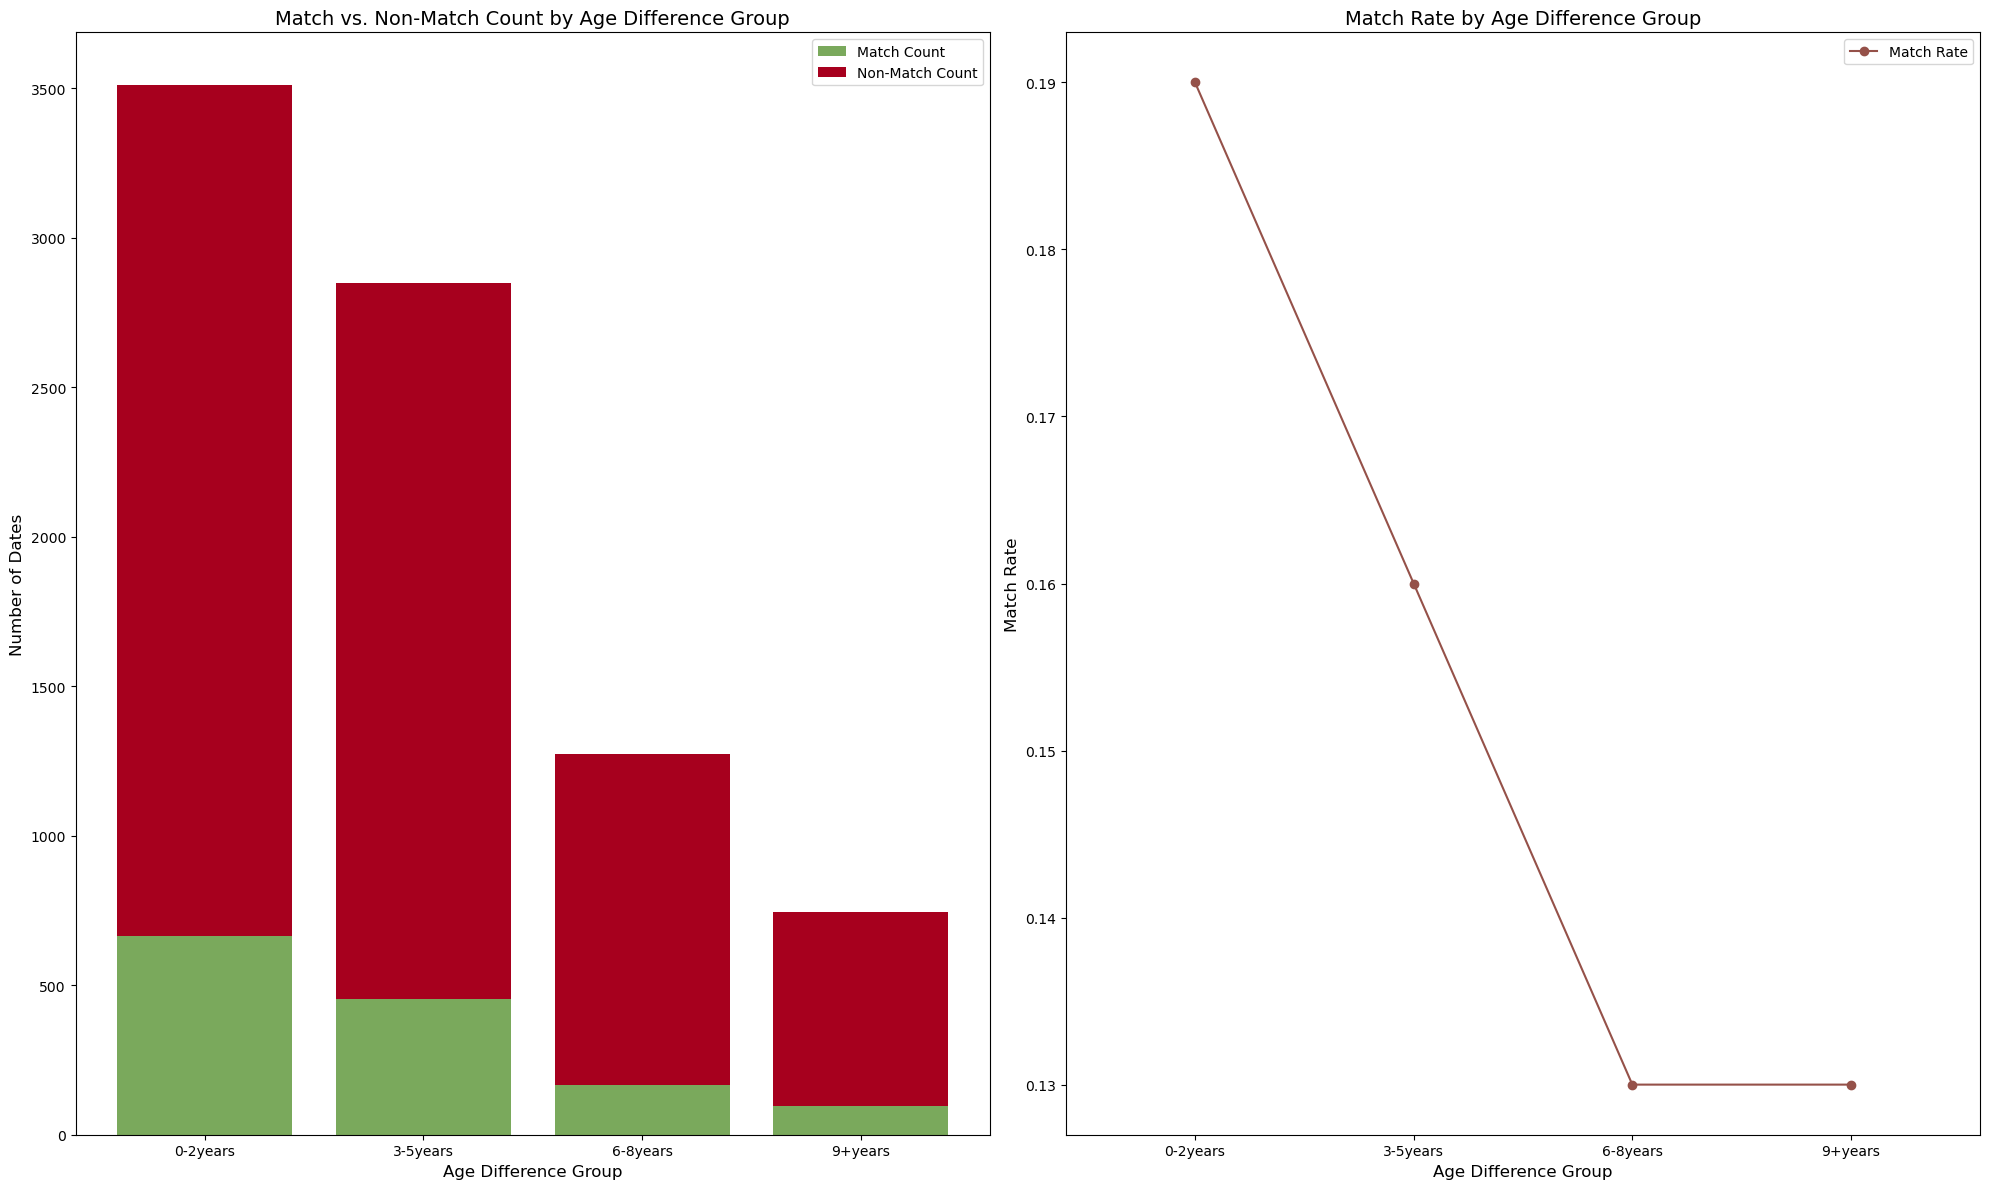 Match vs. Non-Match Count by Age Difference Group
Match Count
Non-Match Count
Number of Dates
3500
3000
2500
2000
1500
1000
500
0
0-2years
3-5years
6-8years
9+years
Age Difference Group
Match Rate by Age Difference Group
Match Rate
Match Rate
0.19
0.18
0.17
0.16
0.15
0.14
0.13
0-2years
3-5years
6-8years
9+years
Age Difference Group